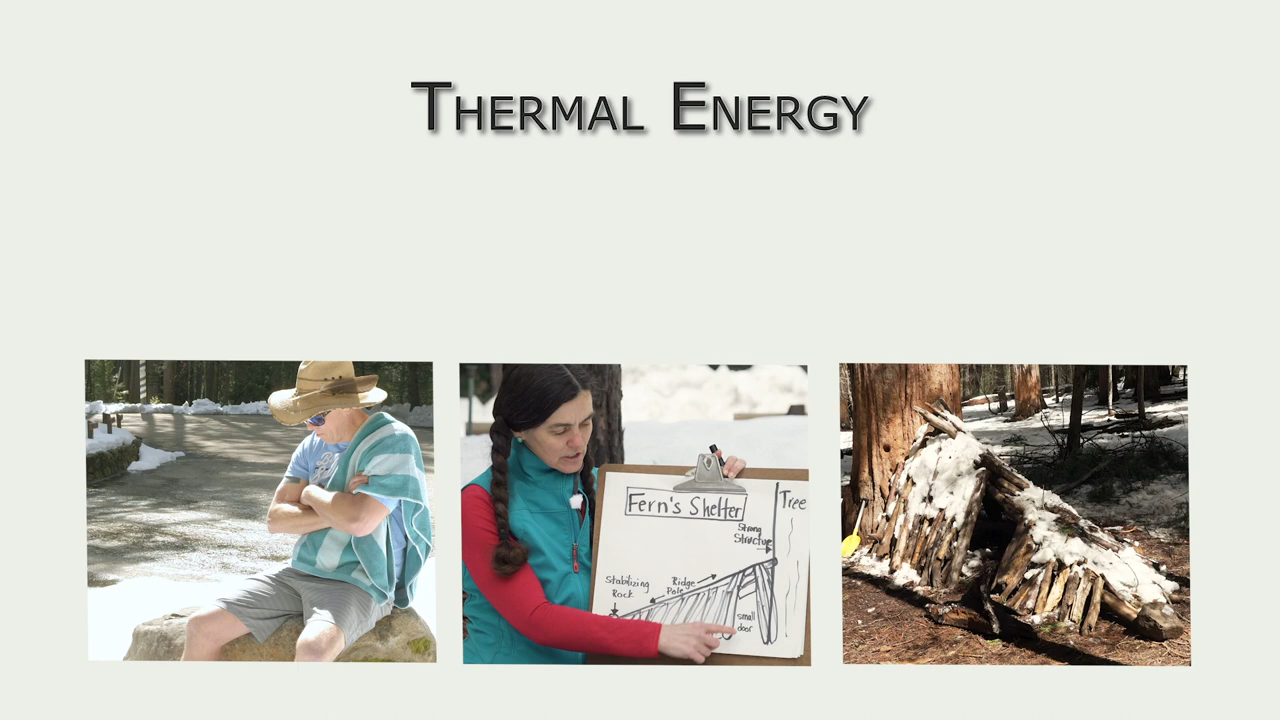 Thermal Energy
Fern's Shelter
Tree
Strong
Structure
Stabilizing
Rock
Ridge
Pole
small
door